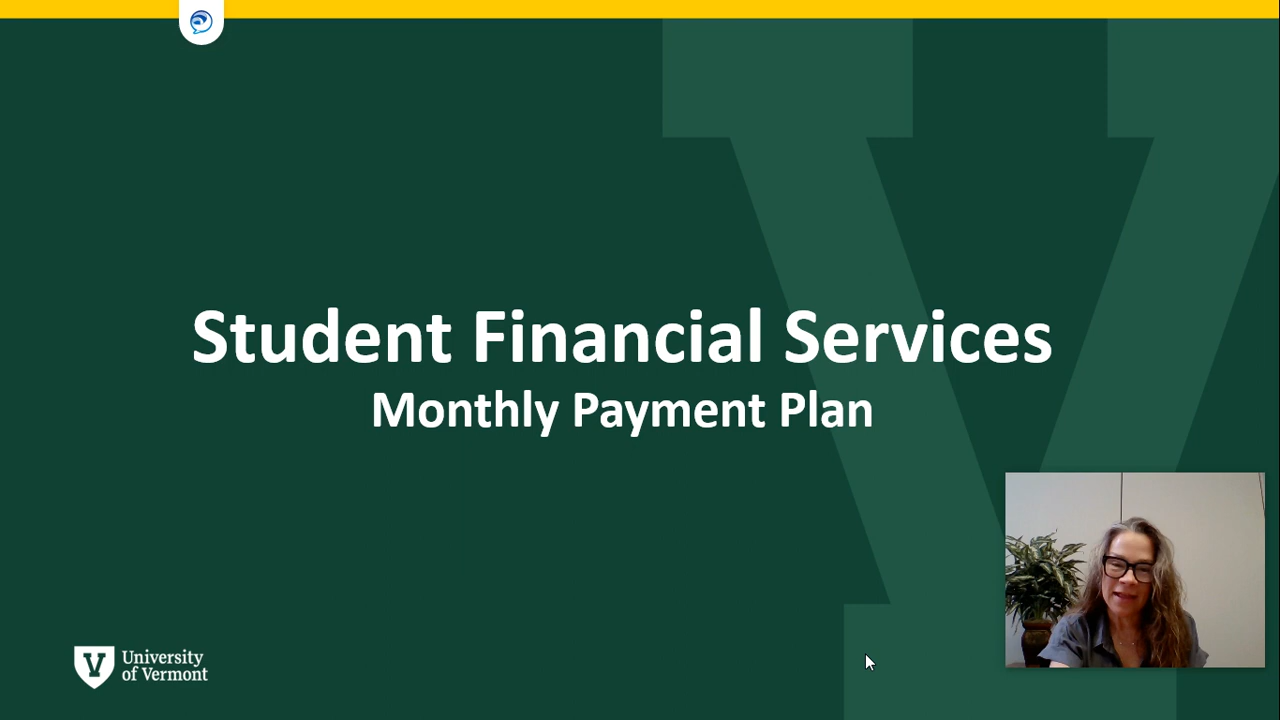 Student Financial Services
Monthly Payment Plan
V
University
of Vermont